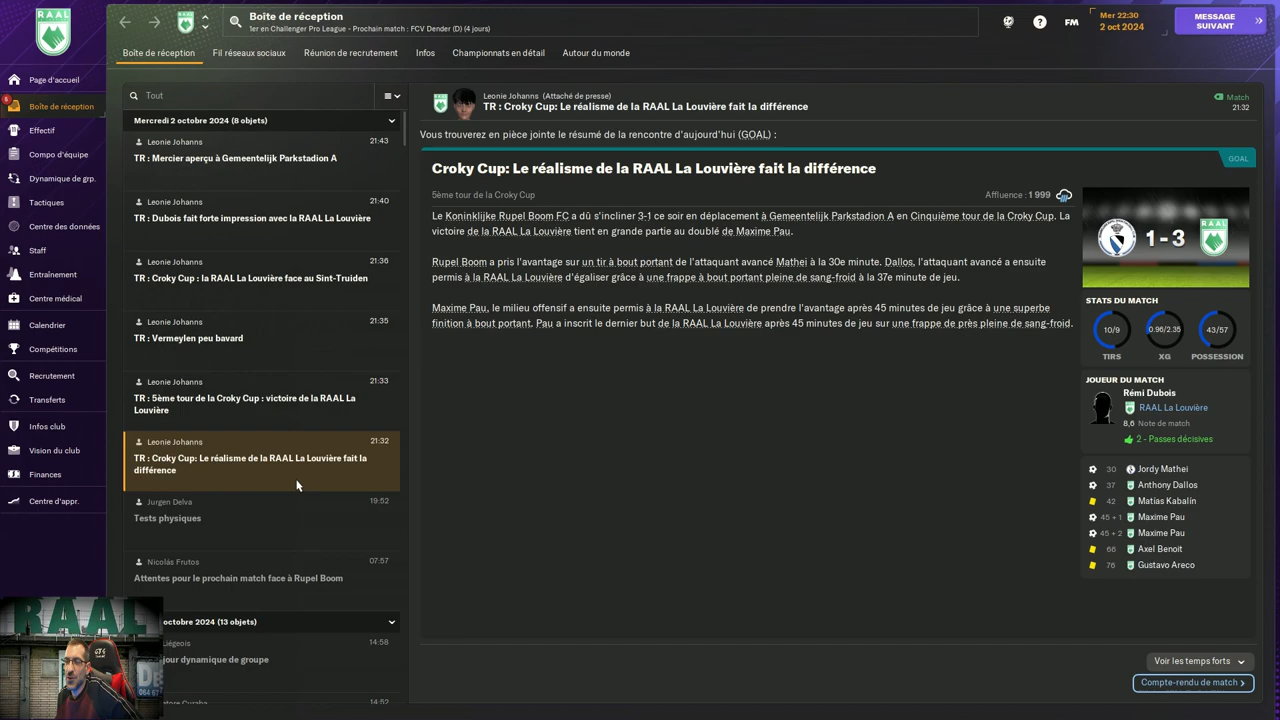 RAAL
Boîte de réception
1er en Challenger Pro League - Prochain match : FCV Dender (D) (4 jours)
FM
Mer 22:30
2 oct 2024
MESSAGE
SUIVANT
Boîte de réception
Fil réseaux sociaux
Réunion de recrutement
Infos
Championnats en détail
Autour du monde
Page d'accueil
5
Boîte de réception
Effectif
Compo d'équipe
Dynamique de grp.
Tactiques
Centre des données
Staff
Entraînement
Centre médical
Calendrier
Compétitions
Recrutement
Transferts
Infos club
Vision du club
Finances
Centre d'appr.
Tout
Mercredi 2 octobre 2024 (8 objets)
Leonie Johanns 21:43
TR : Mercier aperçu à Gemeentelijk Parkstadion A
Leonie Johanns 21:40
TR : Dubois fait forte impression avec la RAAL La Louvière
Leonie Johanns 21:36
TR : Croky Cup : la RAAL La Louvière face au Sint-Truiden
Leonie Johanns 21:35
TR : Vermeylen peu bavard
Leonie Johanns 21:33
TR : 5ème tour de la Croky Cup : victoire de la RAAL La
Louvière
Leonie Johanns 21:32
TR : Croky Cup: Le réalisme de la RAAL La Louvière fait la
différence
Jurgen Delva 19:52
Tests physiques
Nicolás Frutos 07:57
Attentes pour le prochain match face à Rupel Boom
octobre 2024 (13 objets)
Liégeois 14:58
jour dynamique de groupe
14:52
Leonie Johanns (Attaché de presse)
TR : Croky Cup: Le réalisme de la RAAL La Louvière fait la différence
Match
21:32
Vous trouverez en pièce jointe le résumé de la rencontre d'aujourd'hui (GOAL) :
GOAL
Croky Cup: Le réalisme de la RAAL La Louvière fait la différence
5ème tour de la Croky Cup
Affluence : 1 999
Le Koninklijke Rupel Boom FC a dû s'incliner 3-1 ce soir en déplacement à Gemeentelijk Parkstadion A en Cinquième tour de la Croky Cup. La
victoire de la RAAL La Louvière tient en grande partie au doublé de Maxime Pau.
Rupel Boom a pris l'avantage sur un tir à bout portant de l'attaquant avancé Mathei à la 30e minute. Dallos, l'attaquant avancé a ensuite
permis à la RAAL La Louvière d'égaliser grâce à une frappe à bout portant pleine de sang-froid à la 37e minute de jeu.
Maxime Pau, le milieu offensif a ensuite permis à la RAAL La Louvière de prendre l'avantage après 45 minutes de jeu grâce à une superbe
finition à bout portant. Pau a inscrit le dernier but de la RAAL La Louvière après 45 minutes de jeu sur une frappe de près pleine de sang-froid.
1-3
STATS DU MATCH
10/9
0.96/2.35
43/57
TIRS
XG
POSSESSION
JOUEUR DU MATCH
Rémi Dubois
RAAL La Louvière
8,6 Note de match
2 - Passes décisives
30 Jordy Mathei
37 Anthony Dallos
42 Matías Kabalín
45 + 1 Maxime Pau
45 + 2 Maxime Pau
66 Axel Benoit
76 Gustavo Areco
Voir les temps forts
Compte-rendu de match
RAAL